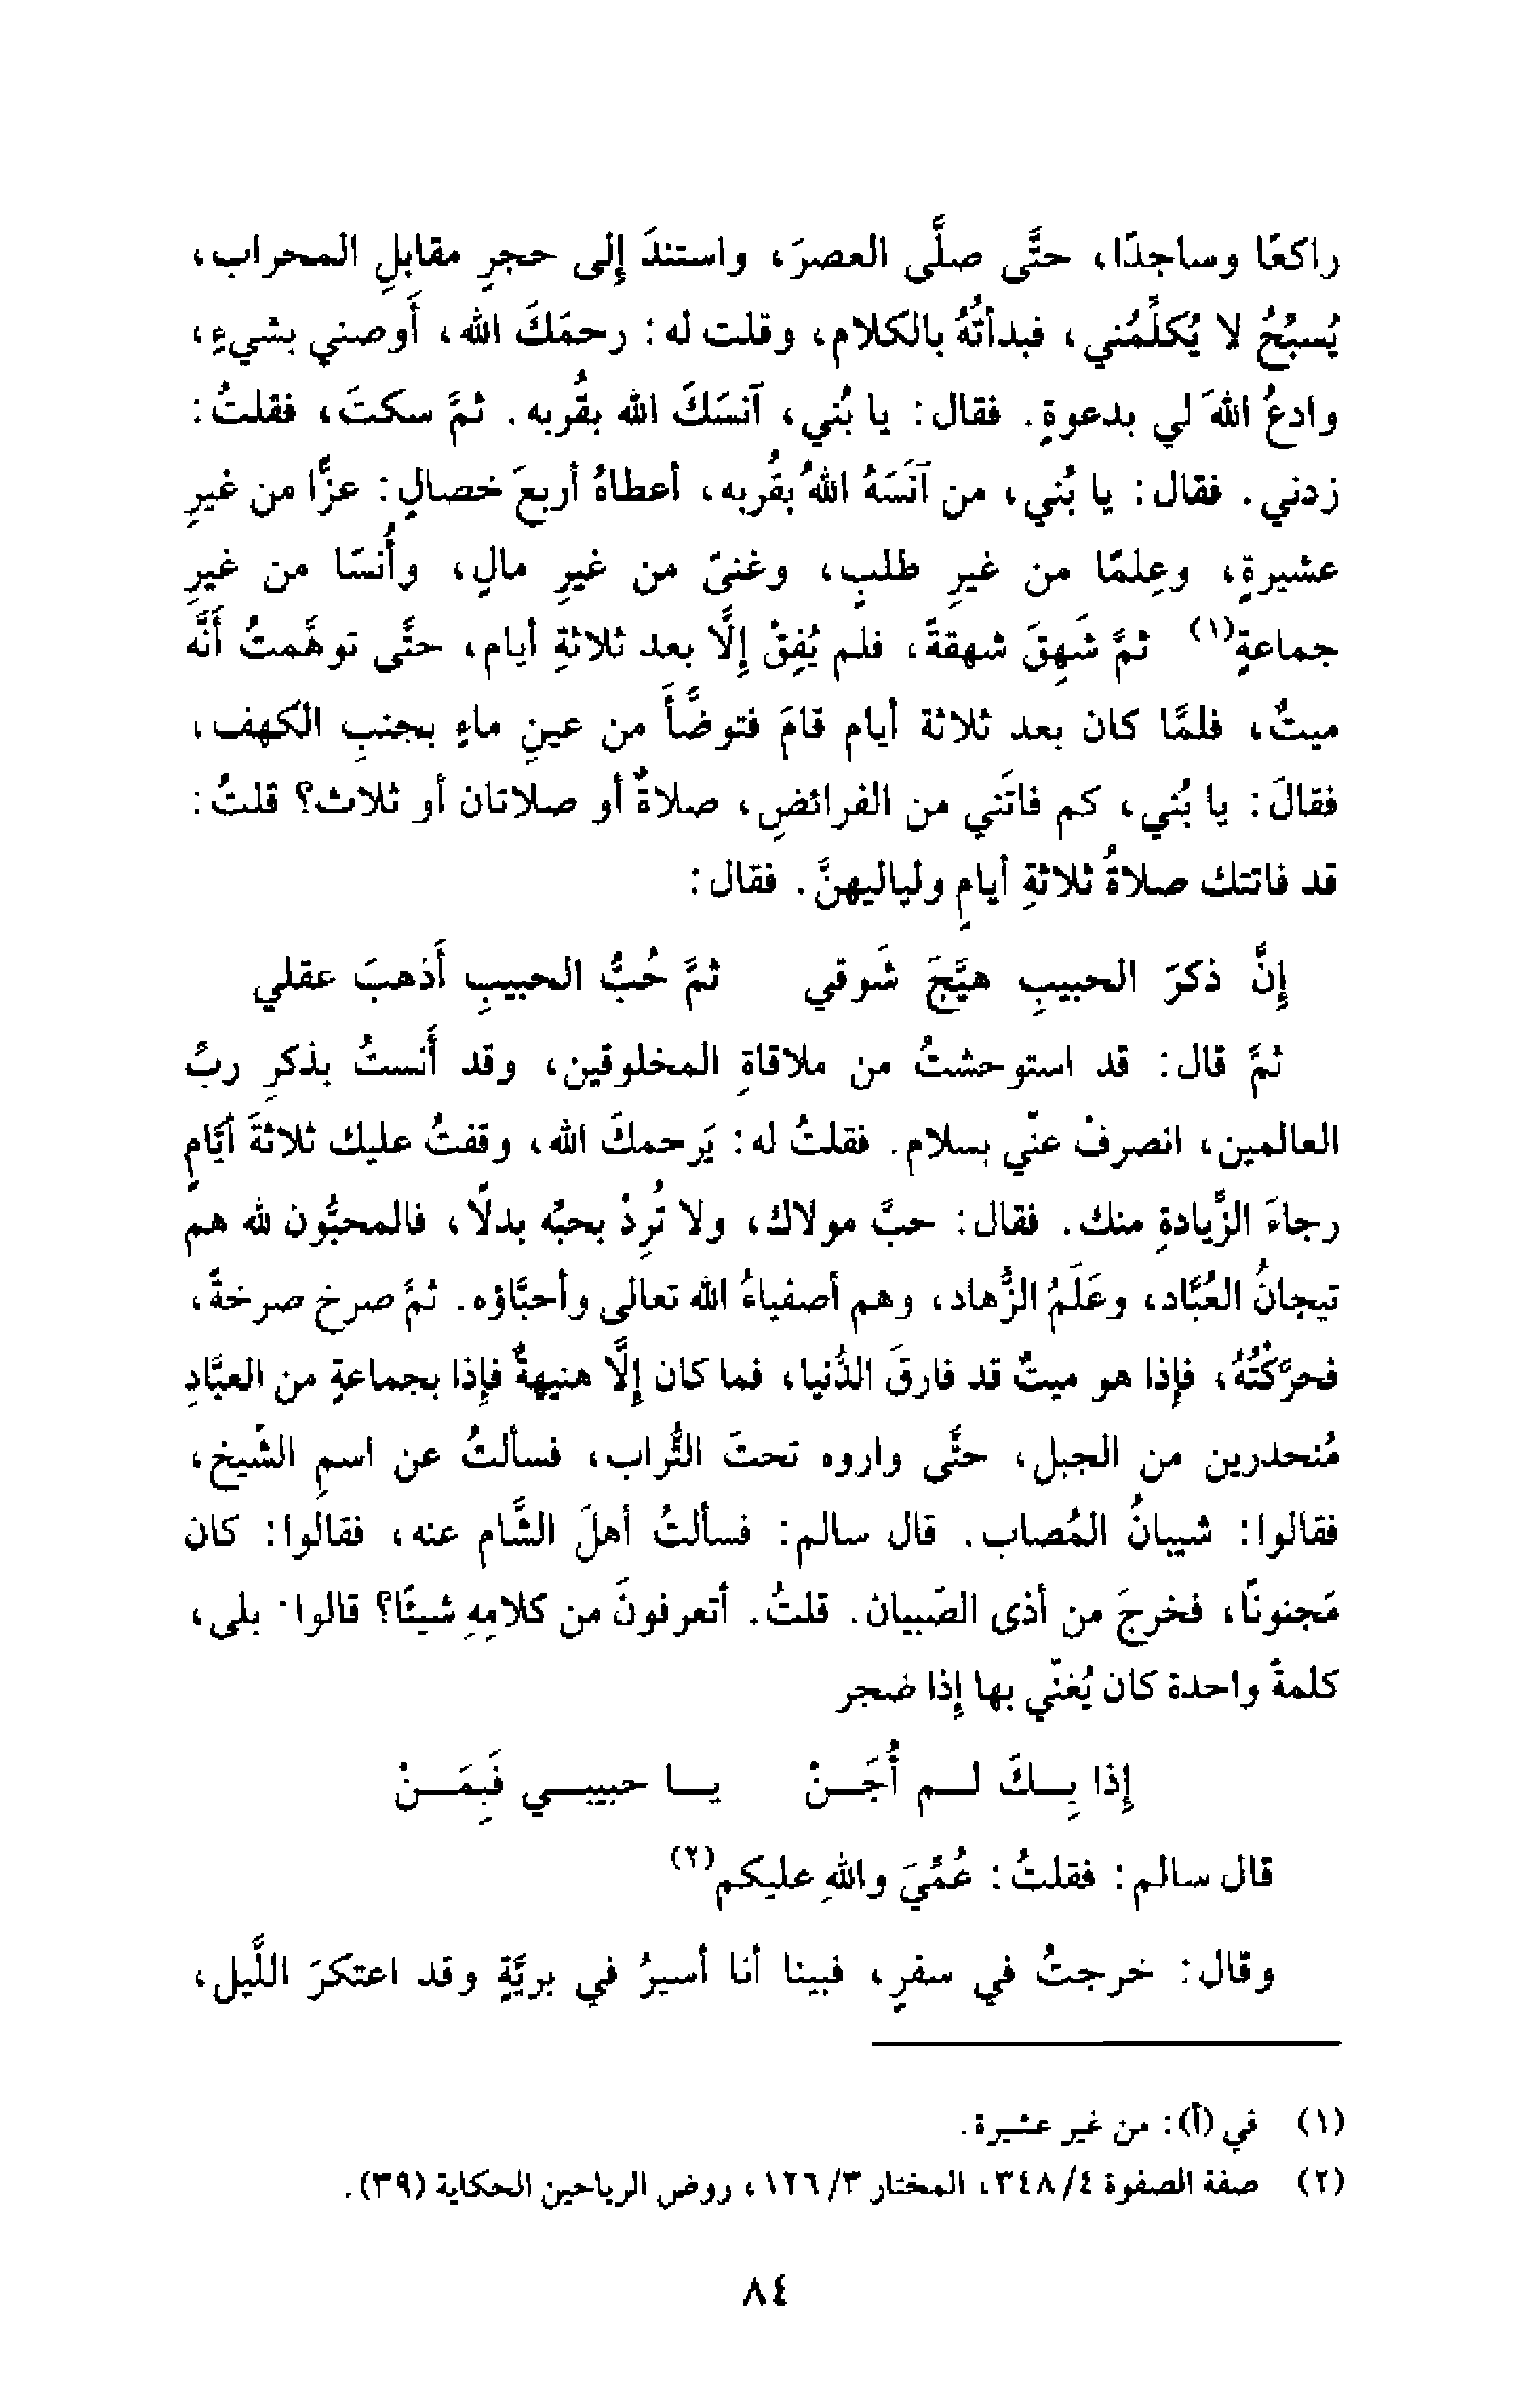 راكعًا وساجدًا، حتَّى صلَّى العصرَ، واستندَ إلى حجرٍ مقابلِ المحراب،
يُسبّحُ لا يُكلِّمُني، فبدأتُهُ بالكلام، وقلت له: رحمَكَ الله، أَوصني بشيءٍ،
وادعُ اللهَ لي بدعوةٍ. فقال: يا بُني، آنسَكَ الله بقُربه. ثمَّ سكتَ، فقلتُ:
زدني. فقال: يا بُني، من آنَسَهُ اللهُ بقُربه، أعطاهُ أربعَ خصالٍ: عزًّا من غيرِ
عشيرةٍ، وعِلمًا من غيرِ طلبٍ، وغنىً من غيرِ مالٍ، وأُنسًا من غيرِ
جماعةٍ(١) ثمَّ شَهِقَ شهقةً، فلم يُفِقْ إلَّا بعد ثلاثةِ أيام، حتَّى توهَّمتُ أَنَّه
ميتٌ، فلمَّا كان بعد ثلاثة أيام قامَ فتوضَّأَ من عينِ ماءٍ بجنبِ الكهف،
فقالَ: يا بُني، كم فاتَني من الفرائضِ، صلاةٌ أو صلاتان أو ثلاث؟ قلتُ:
قد فاتتك صلاةُ ثلاثةِ أيامٍ ولياليهنَّ. فقال:
إنَّ ذكرَ الحبيبِ هيَّجَ شَوقي ثمَّ حُبُّ الحبيبِ أَذهبَ عقلي
ثمَّ قال: قد استوحشتُ من ملاقاةِ المخلوقين، وقد أَنستُ بذكرِ ربِّ
العالمين، انصرفْ عنّي بسلام. فقلتُ له: يَرحمكَ الله، وقفتُ عليك ثلاثةَ أيَّامٍ
رجاءَ الزِّيادةِ منك. فقال: حبَّ مولاك، ولا تُرِدْ بحبّه بدلًا، فالمحبُّون لله هم
تيجانُ العُبَّاد، وعَلَمُ الزُّهاد، وهم أصفياءُ الله تعالى وأحبَّاؤه. ثمَّ صرخ صرخةً،
فحرَّكْتُهُ، فإذا هو ميتٌ قد فارقَ الدُّنيا، فما كان إلَّا هنيهةٌ فإذا بجماعةٍ من العبَّادِ
مُنحدرين من الجبل، حتَّى واروه تحتَ التُّراب، فسألتُ عن اسمِ الشَّيخ،
فقالوا: شيبانُ المُصاب. قال سالم: فسألتُ أهلَ الشَّام عنه، فقالوا: كان
مَجنونًا، فخرجَ من أذى الصّبيان. قلتُ. أتعرفونَ من كلامِهِ شيئًا؟ قالوا· بلى،
كلمةً واحدة كان يُغنّي بها إذا ضجر
إذا بِـكَ لـم أُجَـنْ يـا حبيبـي فَبِمَـنْ
قال سالم: فقلتُ: عُمَّيَ واللهِ عليكم(٢)
وقال: خرجتُ في سفرٍ، فبينا أنا أسيرُ في بريَّةٍ وقد اعتكرَ اللَّيل،
(١) في (أ): من غير عشيرة.
(٢) صفة الصفوة ٣٤٨/٤، المختار ١٢٦/٣، روض الرياحين الحكاية (٣٩).
٨٤